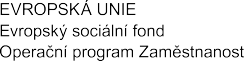 EVROPSKÁ UNIE
Evropský sociální fond
Operační program Zaměstnanost